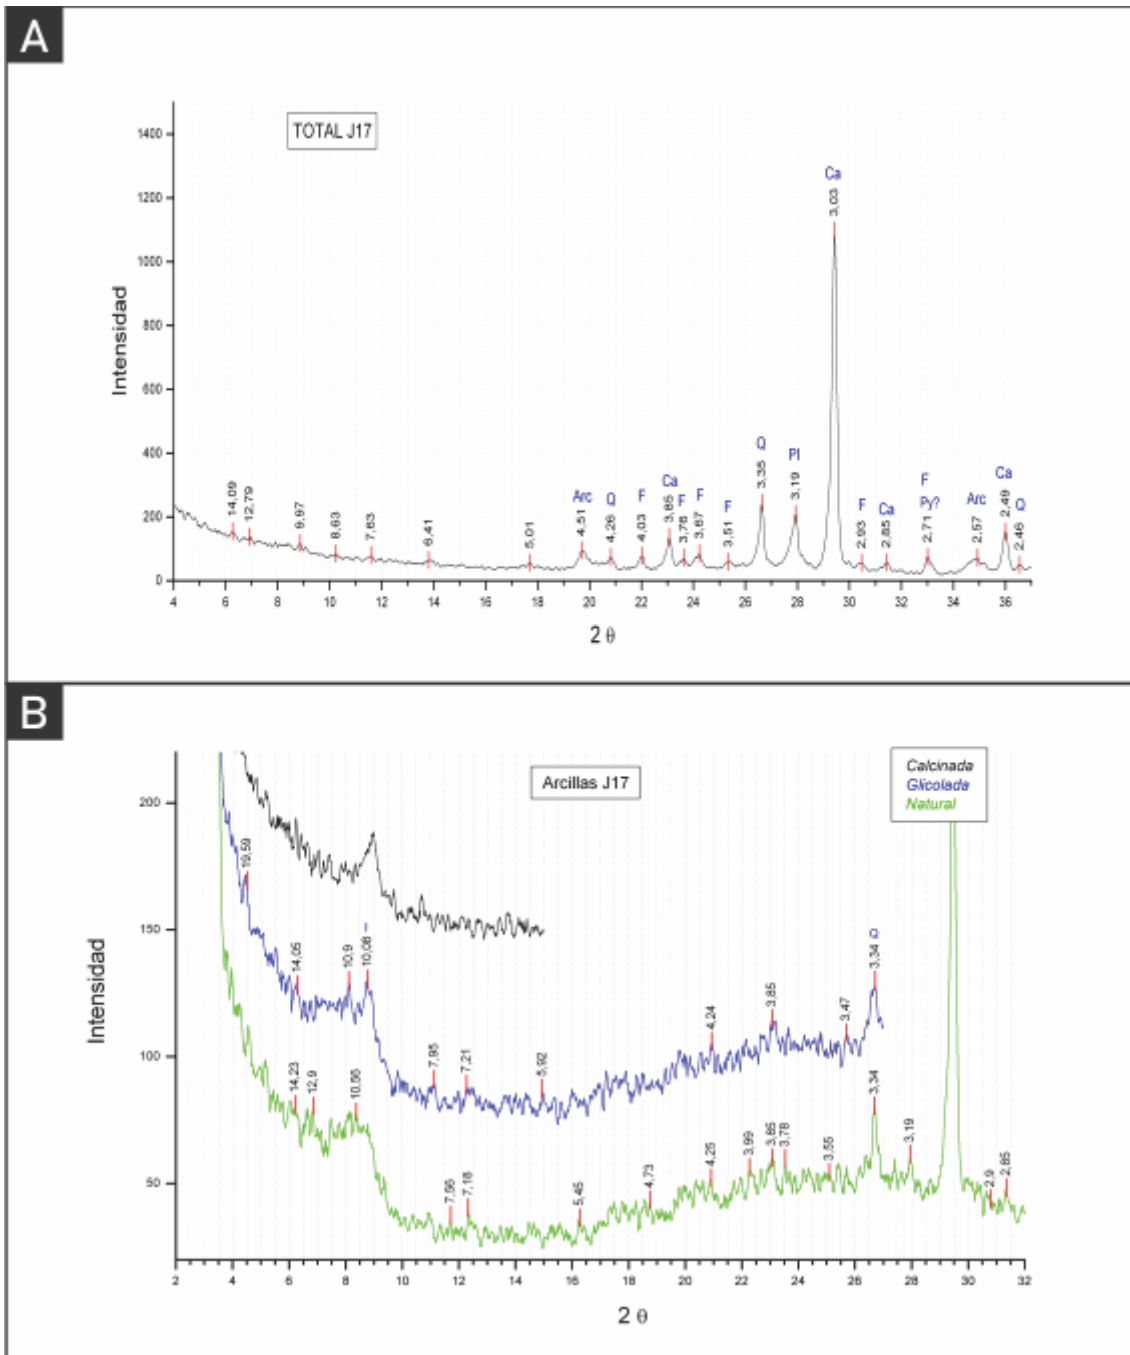 A
TOTAL J17
Intensidad
1400
1200
1000
800
600
400
200
0
14,09
12,79
9,97
8,63
7,63
6,41
5,01
Arc
4,51
Q
4,26
F
4,03
Ca
3,85
F
3,76
F
3,67
F
3,51
Q
3,35
Pl
3,19
Ca
3,03
F
2,93
Ca
2,85
F
Py?
2,71
Arc
2,57
Ca
2,49
Q
2,46
4 6 8 10 12 14 16 18 20 22 24 26 28 30 32 34 36
2 θ
B
Arcillas J17
Calcinada
Glicolada
Natural
Intensidad
200
150
100
50
19,59
14,05
10,9
I
10,08
7,95
7,21
5,92
4,24
3,85
3,47
Q
3,34
14,23
12,9
10,56
7,56
7,18
5,45
4,73
4,25
3,99
3,85
3,78
3,55
3,34
3,19
2,9
2,85
2 4 6 8 10 12 14 16 18 20 22 24 26 28 30 32
2 θ